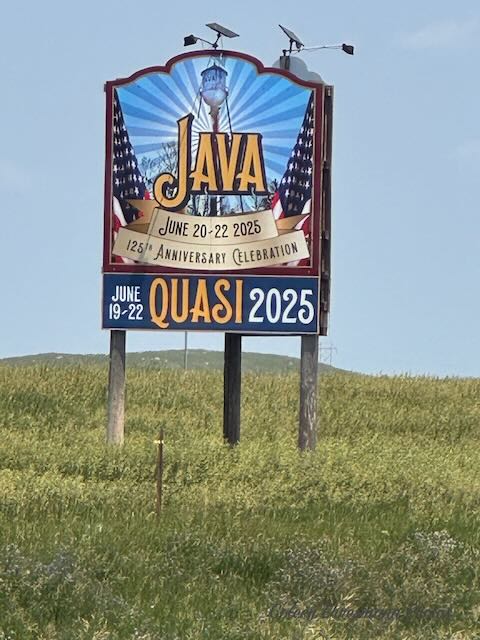 JAVA
JUNE 20-22 2025
125TH ANNIVERSARY CELEBRATION
JUNE
19-22
QUASI 2025